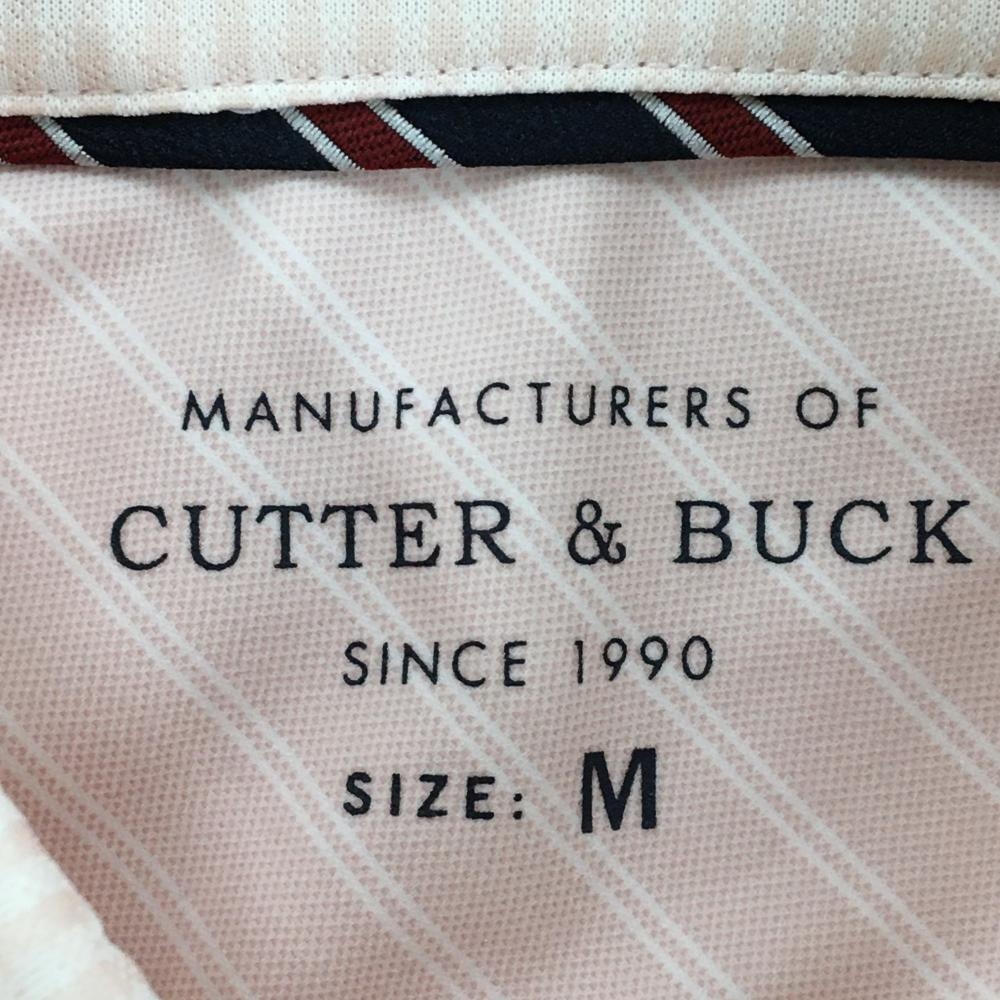 MANUFACTURERS OF
CUTTER & BUCK
SINCE 1990
SIZE: M